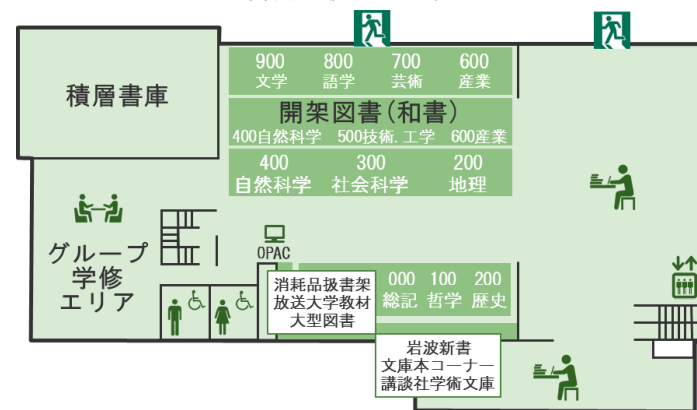 900 800 700 600
文学 語学 芸術 産業
積層書庫
開架図書(和書)
400自然科学 500技術.工学 600産業
400 300 200
自然科学 社会科学 地理
グループ
学修
エリア
OPAC
消耗品扱書架
放送大学教材
大型図書
000 100 200
総記 哲学 歴史
岩波新書
文庫本コーナー
講談社学術文庫